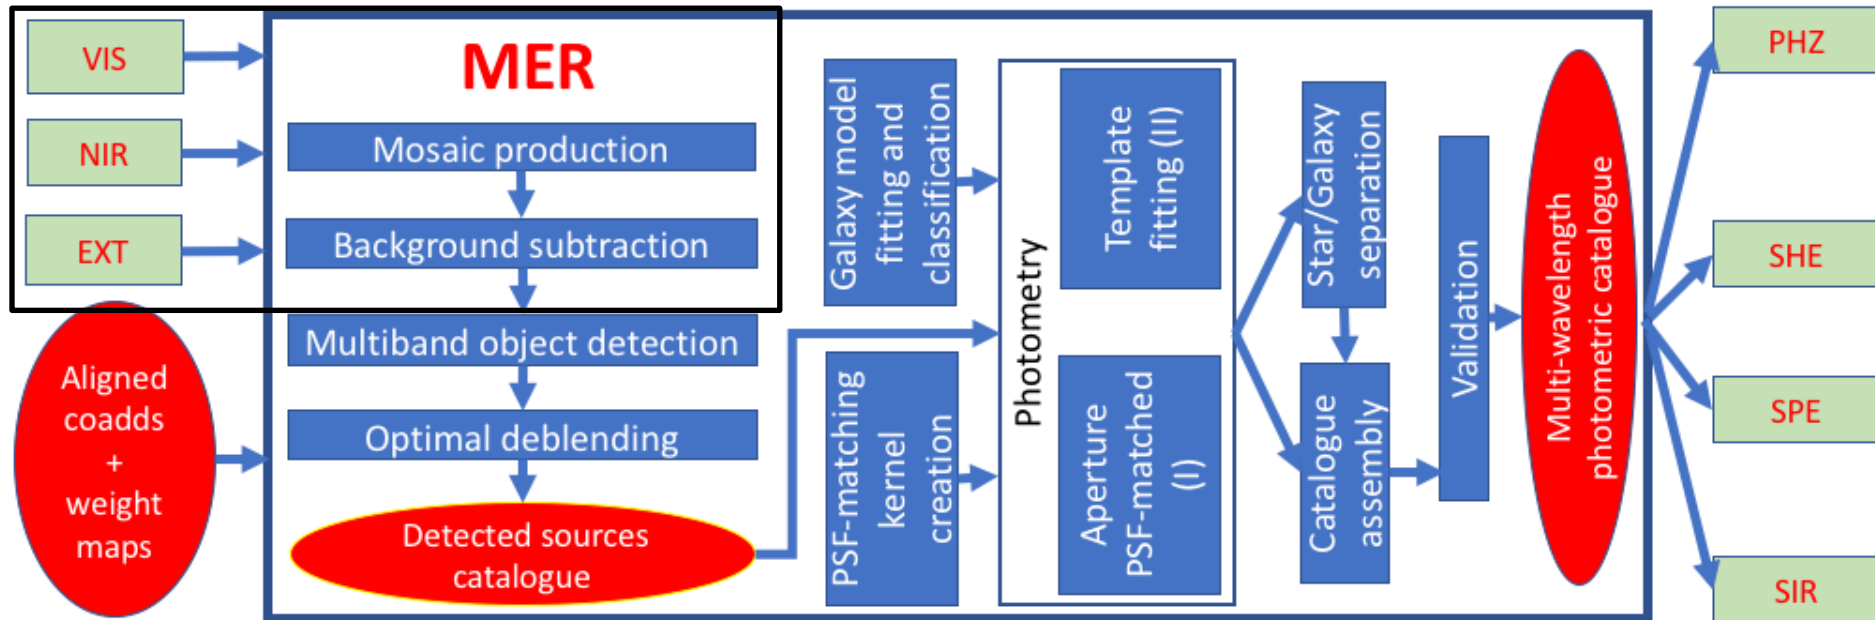 VIS
NIR
EXT
Aligned
coadds
+
weight
maps
MER
Mosaic production
Background subtraction
Multiband object detection
Optimal deblending
Detected sources
catalogue
Galaxy model
fitting and
classification
PSF-matching
kernel
creation
Photometry
Template
fitting (II)
Aperture
PSF-matched
(I)
Star/Galaxy
separation
Catalogue
assembly
Validation
Multi-wavelength
photometric catalogue
PHZ
SHE
SPE
SIR